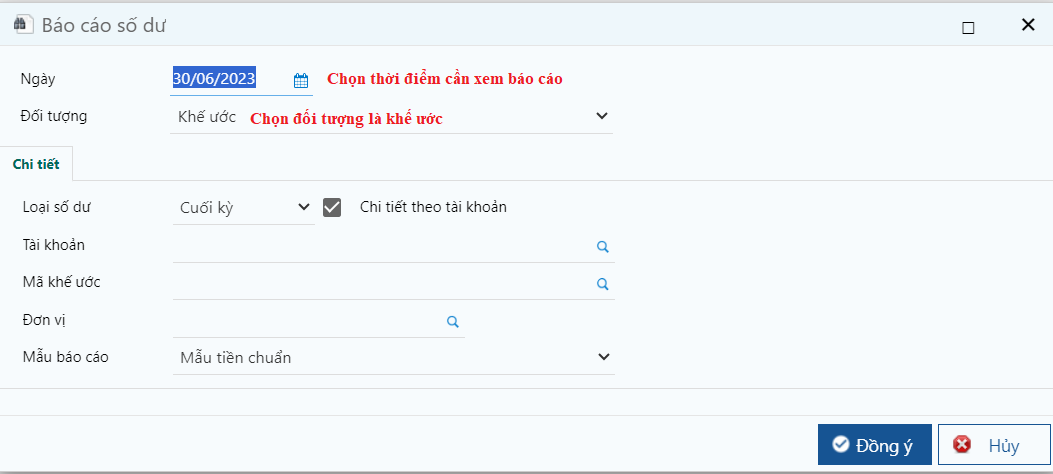 Báo cáo số dư
Ngày 30/06/2023 Chọn thời điểm cần xem báo cáo
Đối tượng Khế ước Chọn đối tượng là khế ước
Chi tiết
Loại số dư Cuối kỳ Chi tiết theo tài khoản
Tài khoản
Mã khế ước
Đơn vị
Mẫu báo cáo Mẫu tiền chuẩn
Đồng ý Hủy